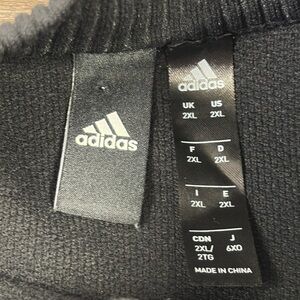 adidas
adidas
UK US
2XL 2XL
F D
2XL 2XL
I E
2XL 2XL
CDN J
2XL/ 6XO
2TG
MADE IN CHINA